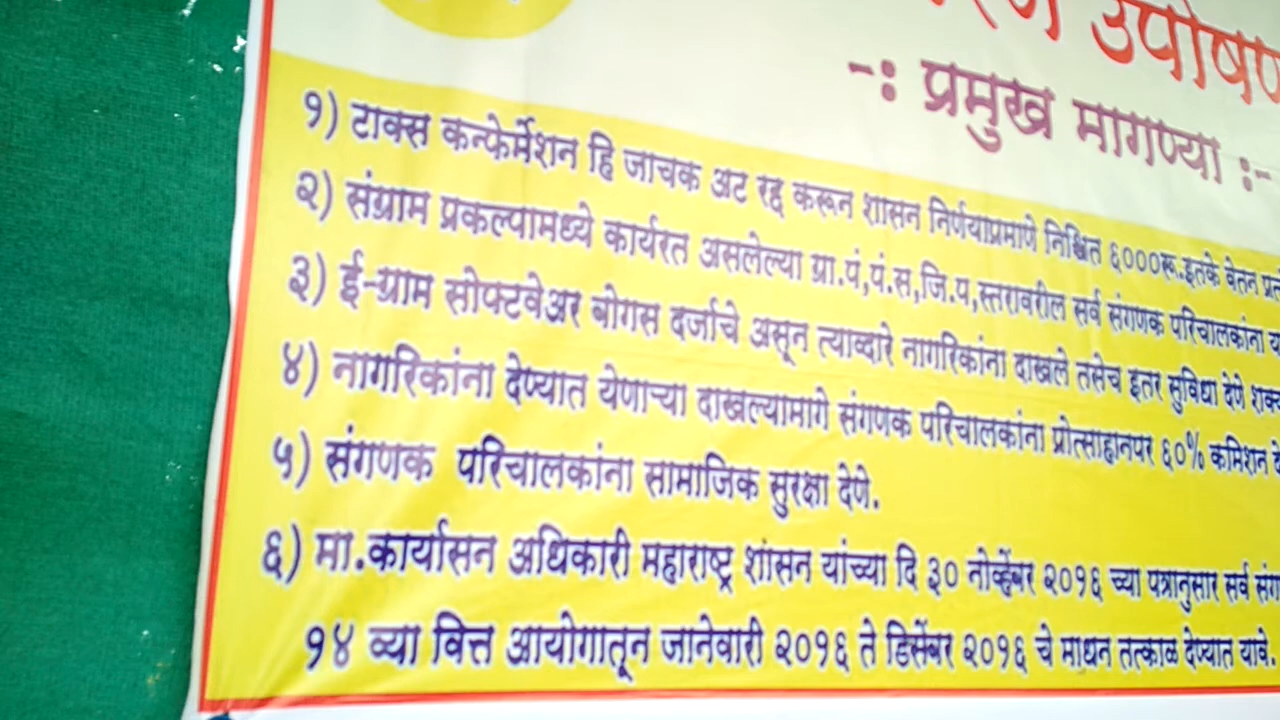 उपोषण
-: प्रमुख मागण्या :-
१) टाक्स कन्फेर्मेशन हि जाचक अट रद्द करून शासन निर्णयाप्रमाणे निश्चित ६०००रू.इतके वेतन
२) संग्राम प्रकल्पामध्ये कार्यरत असलेल्या ग्रा.पं,पं.स,जि.प,स्तरावरील सर्व संगणक परिचालकांना
३) ई-ग्राम सोफ्टवेअर बोगस दर्जाचे असून त्याव्दारे नागरिकांना दाखले तसेच इतर सुविधा देणे
४) नागरिकांना देण्यात येणाऱ्या दाखल्यामागे संगणक परिचालकांना प्रोत्साहानपर ६०% कमिशन
५) संगणक परिचालकांना सामाजिक सुरक्षा देणे.
६) मा.कार्यासन अधिकारी महाराष्ट्र शांसन यांच्या दि ३० नोव्हेंबर २०१६ च्या पत्रानुसार सर्व
१४ व्या वित्त आयोगातून जानेवारी २०१६ ते डिसेंबर २०१६ चे माधन तत्काळ देण्यात यावे.